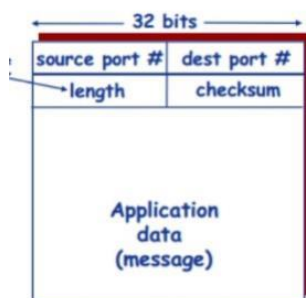 32 bits
source port # dest port #
length checksum
Application
data
(message)